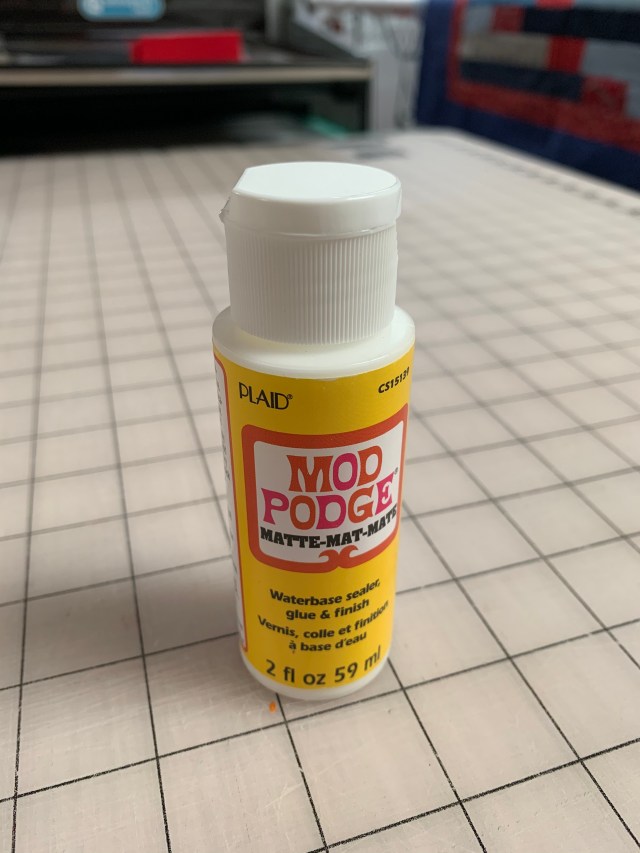 PLAID®
CS15139
MOD
PODGE®
MATTE-MAT-MATE
Waterbase sealer,
glue & finish
Vernis, colle et finition
à base d'eau
2 fl oz 59 ml